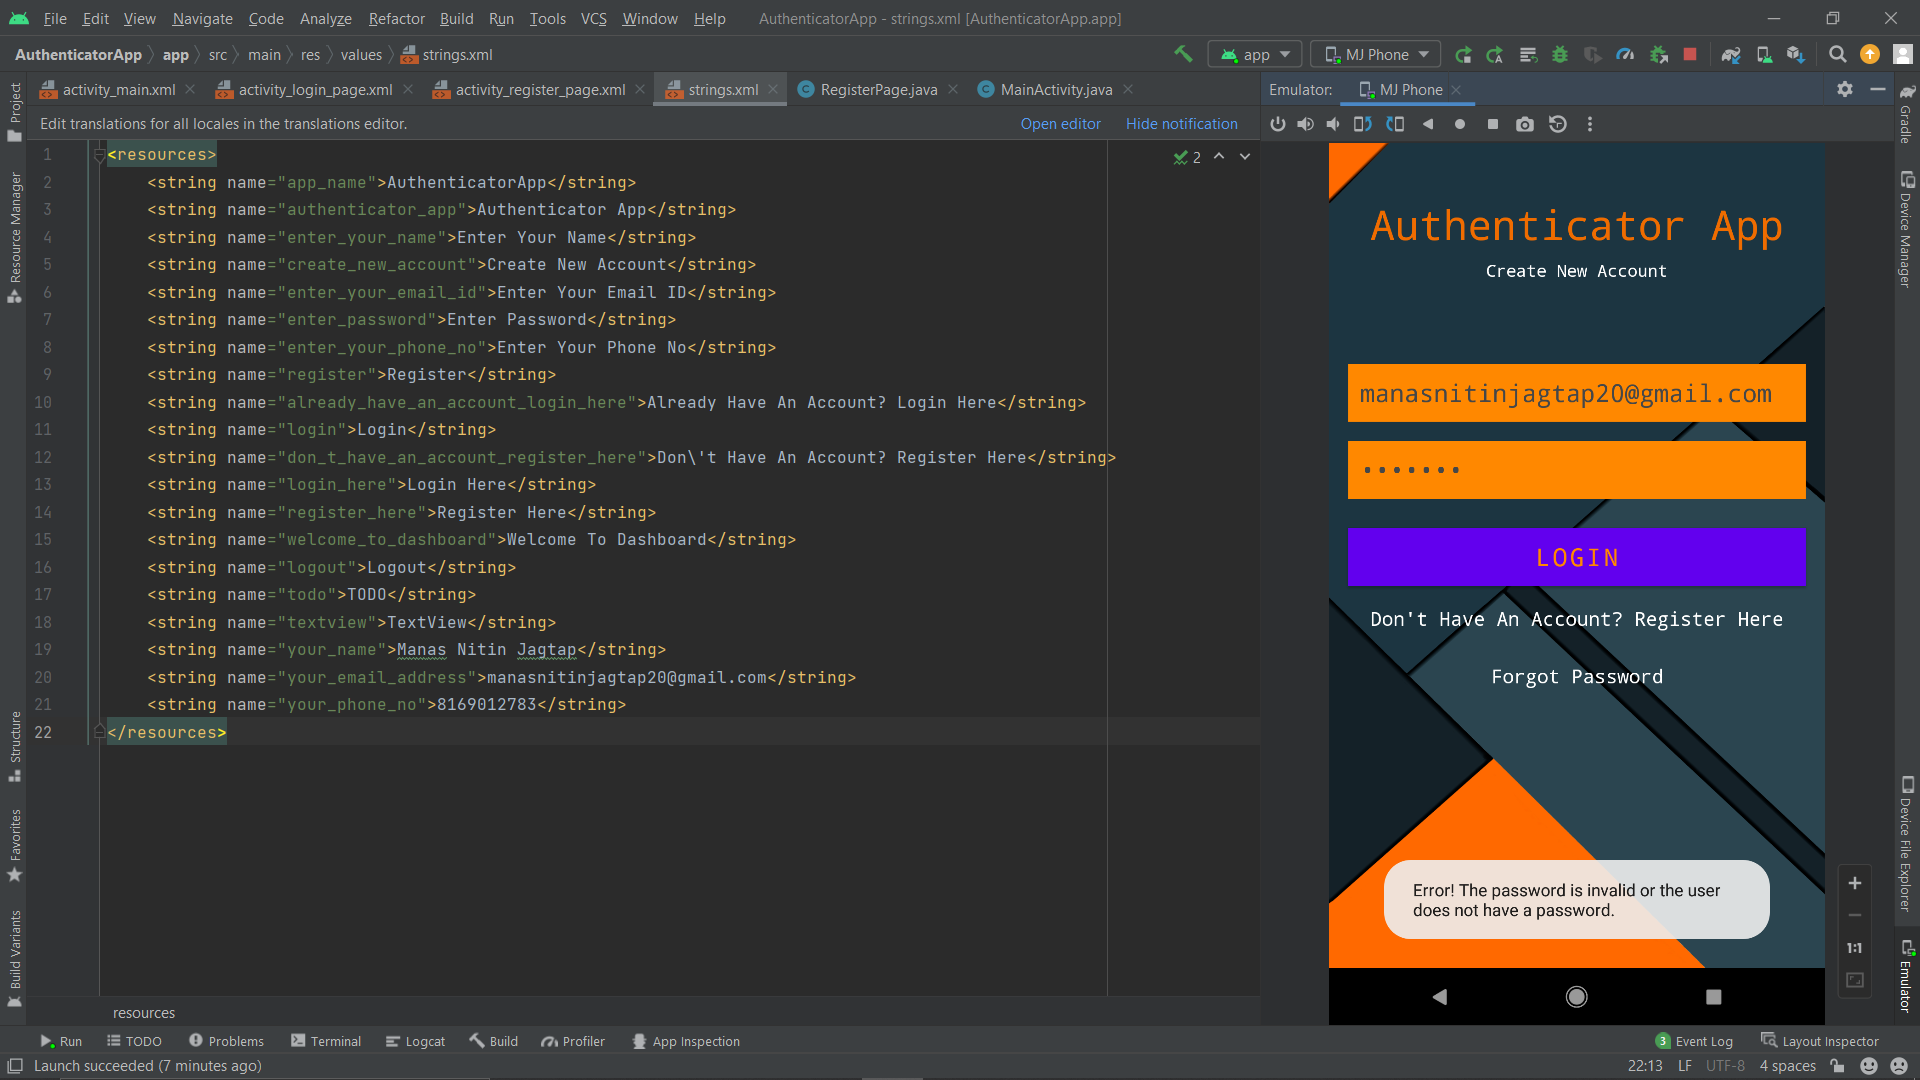 File Edit View Navigate Code Analyze Refactor Build Run Tools VCS Window Help AuthenticatorApp - strings.xml [AuthenticatorApp.app]
AuthenticatorApp app src main res values strings.xml app MJ Phone
activity_main.xml activity_login_page.xml activity_register_page.xml strings.xml RegisterPage.java MainActivity.java Emulator: MJ Phone
Edit translations for all locales in the translations editor. Open editor Hide notification
Project
Resource Manager
Structure
Favorites
Build Variants
2
1 <resources>
2 <string name="app_name">AuthenticatorApp</string>
3 <string name="authenticator_app">Authenticator App</string>
4 <string name="enter_your_name">Enter Your Name</string>
5 <string name="create_new_account">Create New Account</string>
6 <string name="enter_your_email_id">Enter Your Email ID</string>
7 <string name="enter_password">Enter Password</string>
8 <string name="enter_your_phone_no">Enter Your Phone No</string>
9 <string name="register">Register</string>
10 <string name="already_have_an_account_login_here">Already Have An Account? Login Here</string>
11 <string name="login">Login</string>
12 <string name="don_t_have_an_account_register_here">Don\'t Have An Account? Register Here</string>
13 <string name="login_here">Login Here</string>
14 <string name="register_here">Register Here</string>
15 <string name="welcome_to_dashboard">Welcome To Dashboard</string>
16 <string name="logout">Logout</string>
17 <string name="todo">TODO</string>
18 <string name="textview">TextView</string>
19 <string name="your_name">Manas Nitin Jagtap</string>
20 <string name="your_email_address">manasnitinjagtap20@gmail.com</string>
21 <string name="your_phone_no">8169012783</string>
22 </resources>
Authenticator App
Create New Account
manasnitinjagtap20@gmail.com
•••••••
LOGIN
Don't Have An Account? Register Here
Forgot Password
Error! The password is invalid or the user
does not have a password.
1:1
Gradle
Device Manager
Device File Explorer
Emulator
resources
Run TODO Problems Terminal Logcat Build Profiler App Inspection 3 Event Log Layout Inspector
Launch succeeded (7 minutes ago) 22:13 LF UTF-8 4 spaces